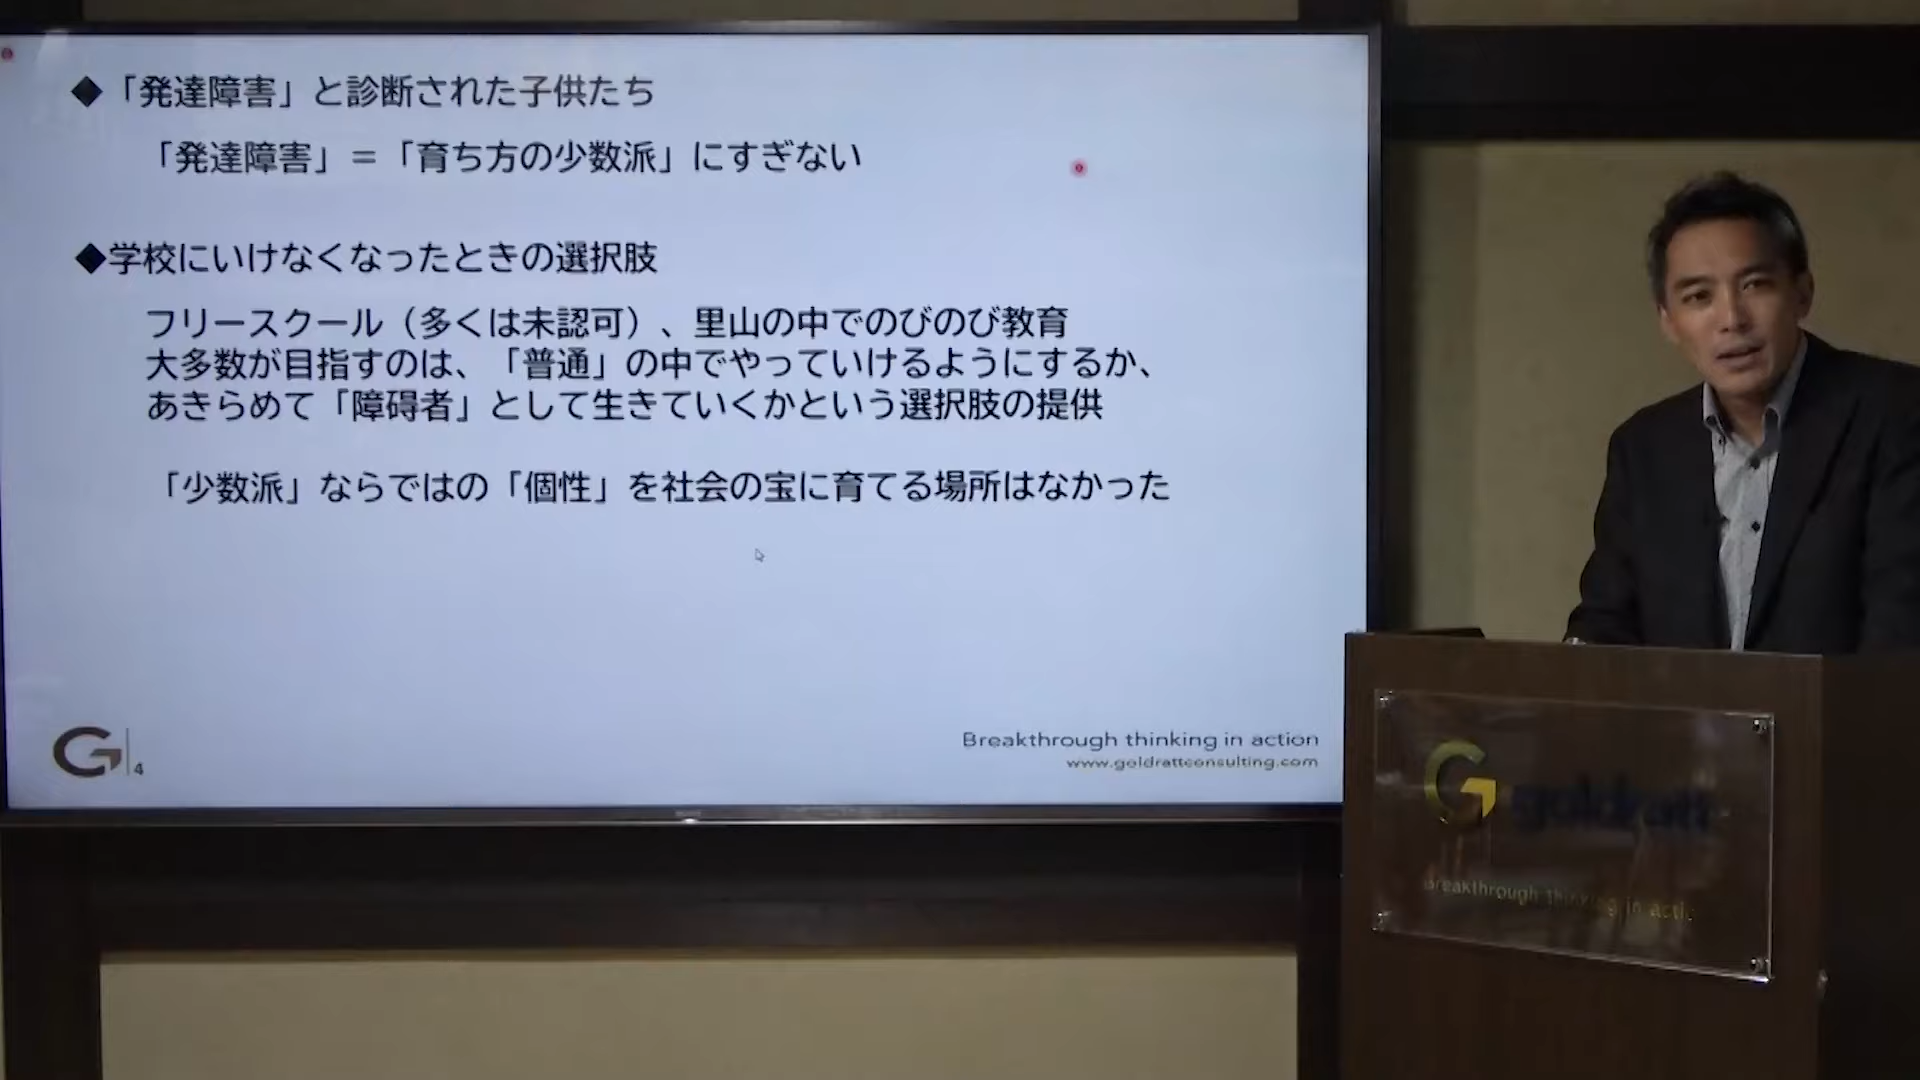 ◆「発達障害」と診断された子供たち
「発達障害」＝「育ち方の少数派」にすぎない
◆学校にいけなくなったときの選択肢
フリースクール（多くは未認可）、里山の中でのびのび教育
大多数が目指すのは、「普通」の中でやっていけるようにするか、
あきらめて「障碍者」として生きていくかという選択肢の提供
「少数派」ならではの「個性」を社会の宝に育てる場所はなかった
G 4
Breakthrough thinking in action
www.goldrattconsulting.com
G goldratt
Breakthrough thinking in action